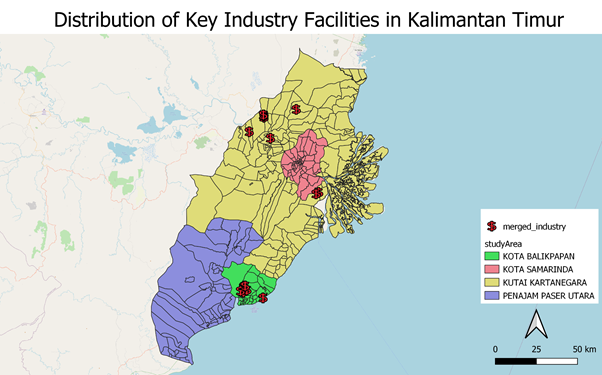 Distribution of Key Industry Facilities in Kalimantan Timur
merged_industry
studyArea
KOTA BALIKPAPAN
KOTA SAMARINDA
KUTAI KARTANEGARA
PENAJAM PASER UTARA
0 25 50 km